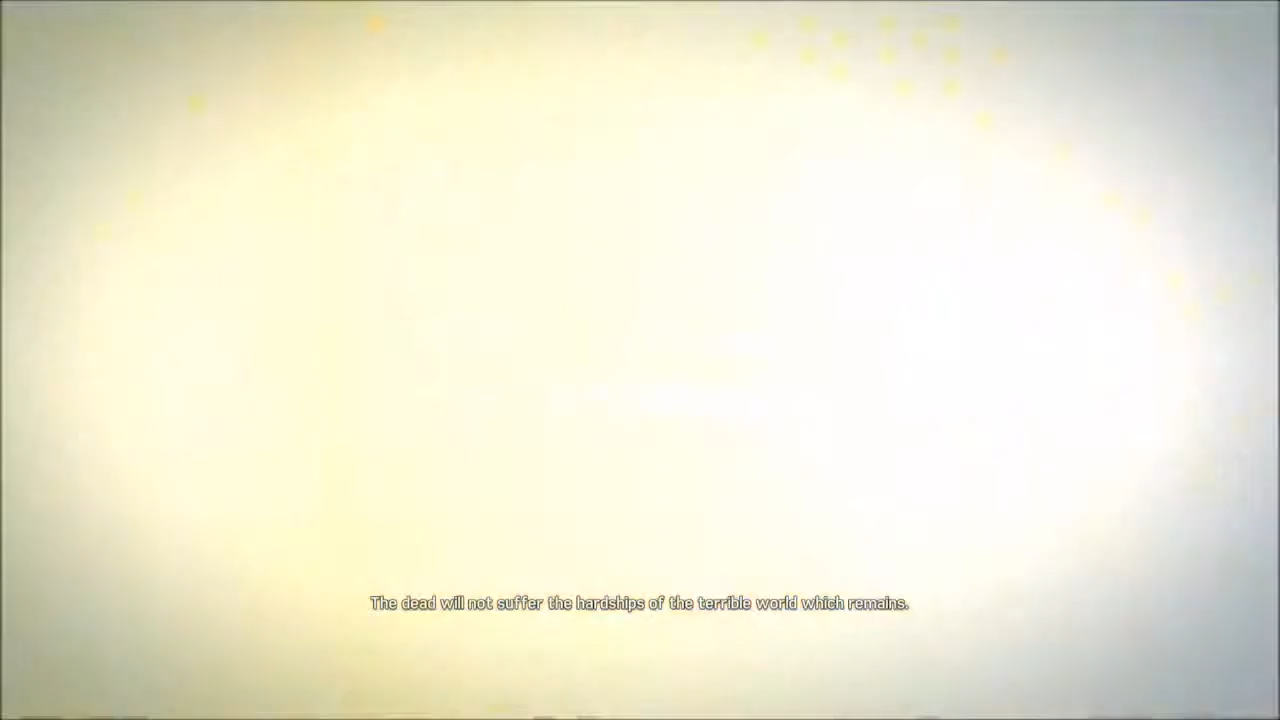 The dead will not suffer the hardships of the terrible world which remains.